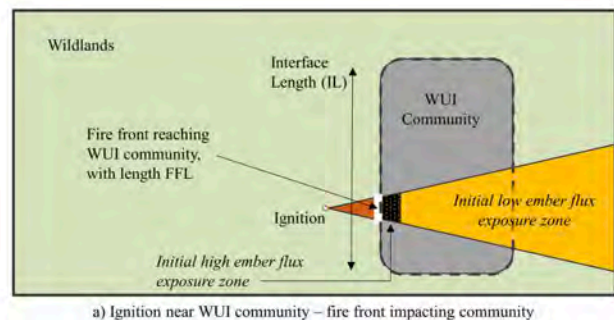 Wildlands
Interface
Length (IL)
WUI
Community
Fire front reaching
WUI community,
with length FFL
Ignition
Initial low ember flux
exposure zone
Initial high ember flux
exposure zone
a) Ignition near WUI community – fire front impacting community